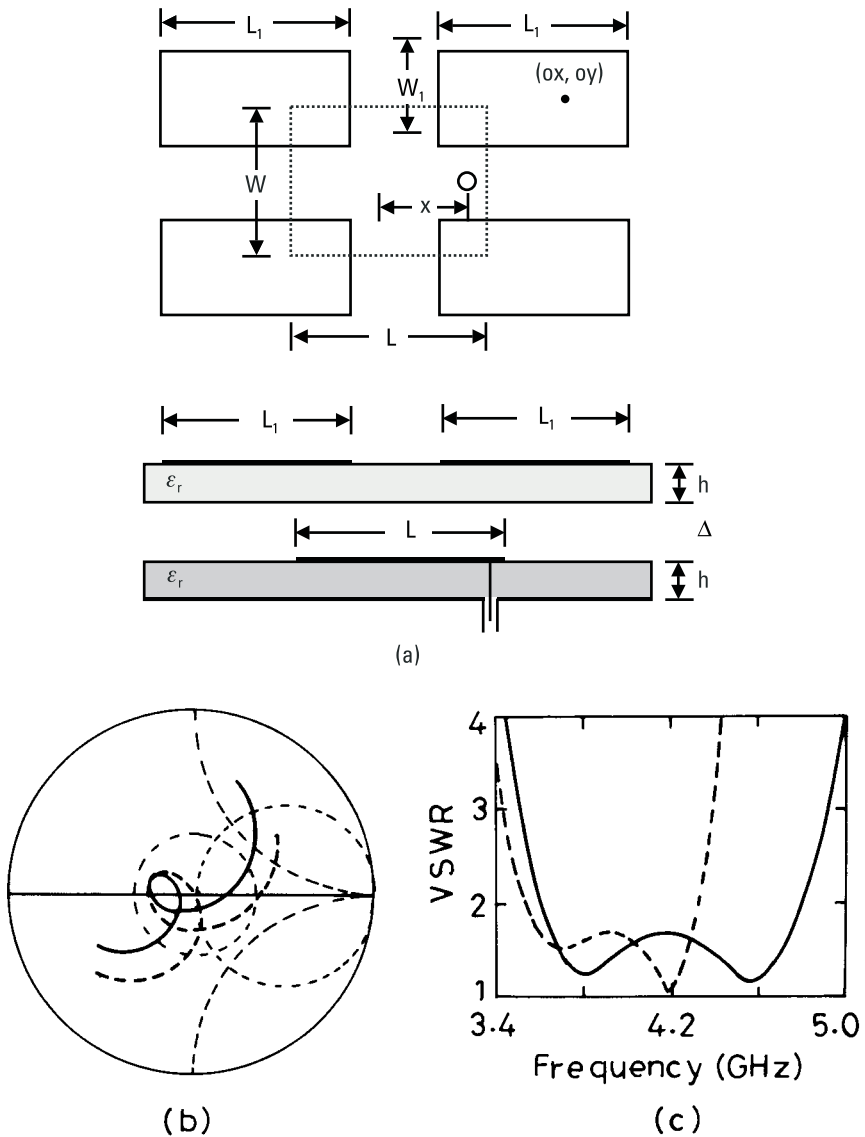 L₁ L₁
(ox, oy)
W₁
W
x
L
L₁ L₁
εᵣ h
L Δ
εᵣ h
(a)
4
3
2
1
VSWR
3.4 4.2 5.0
Frequency (GHz)
(b) (c)